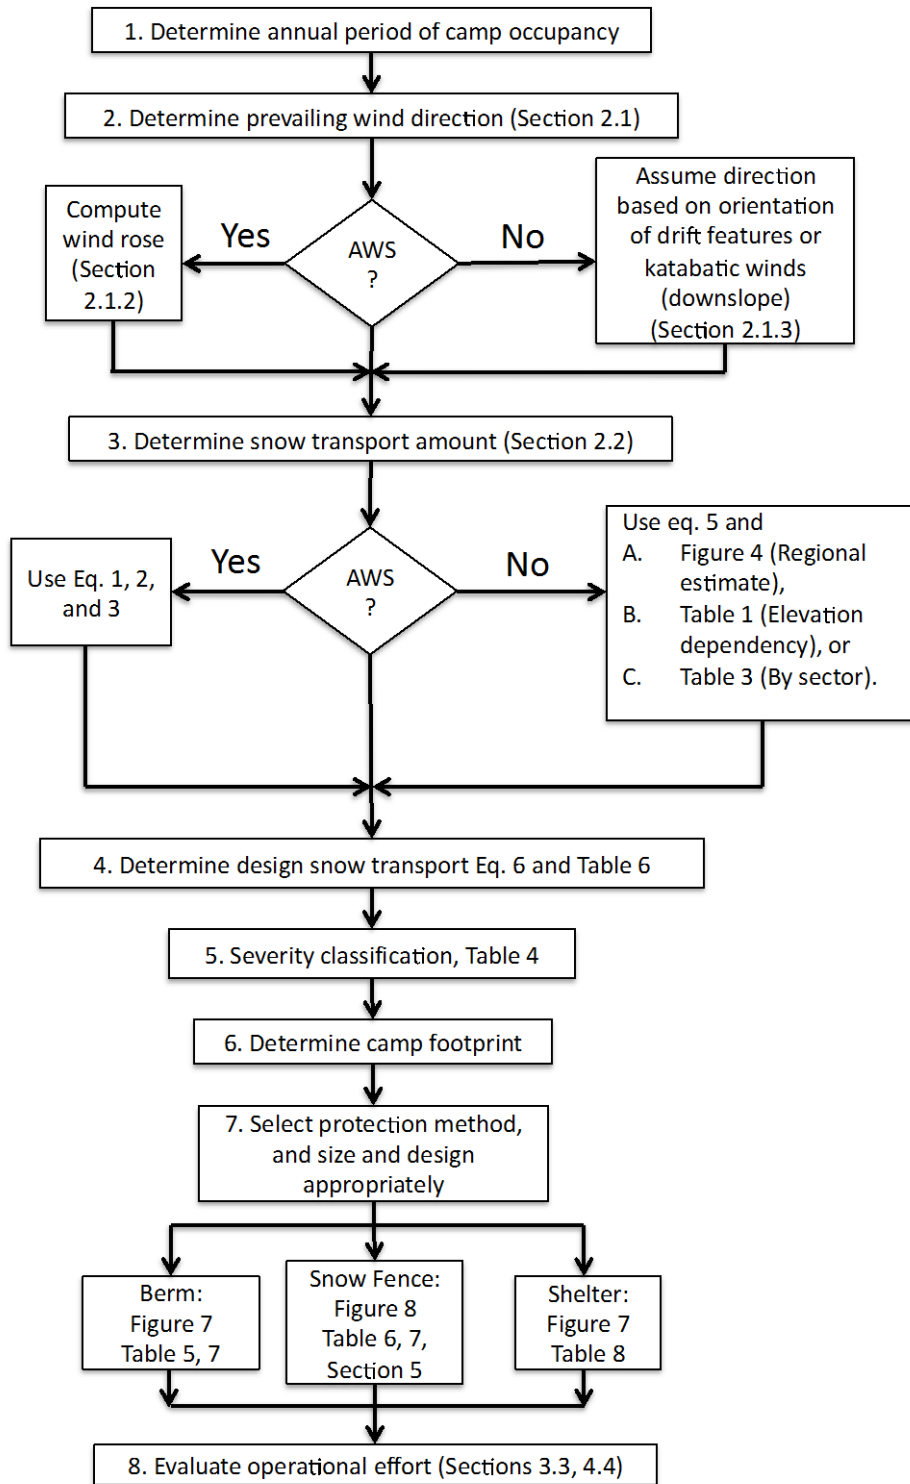 1. Determine annual period of camp occupancy
2. Determine prevailing wind direction (Section 2.1)
Compute
wind rose
(Section
2.1.2)
Yes
AWS
?
No
Assume direction
based on orientation
of drift features or
katabatic winds
(downslope)
(Section 2.1.3)
3. Determine snow transport amount (Section 2.2)
Use Eq. 1, 2,
and 3
Yes
AWS
?
No
Use eq. 5 and
A. Figure 4 (Regional
estimate),
B. Table 1 (Elevation
dependency), or
C. Table 3 (By sector).
4. Determine design snow transport Eq. 6 and Table 6
5. Severity classification, Table 4
6. Determine camp footprint
7. Select protection method,
and size and design
appropriately
Berm:
Figure 7
Table 5, 7
Snow Fence:
Figure 8
Table 6, 7,
Section 5
Shelter:
Figure 7
Table 8
8. Evaluate operational effort (Sections 3.3, 4.4)